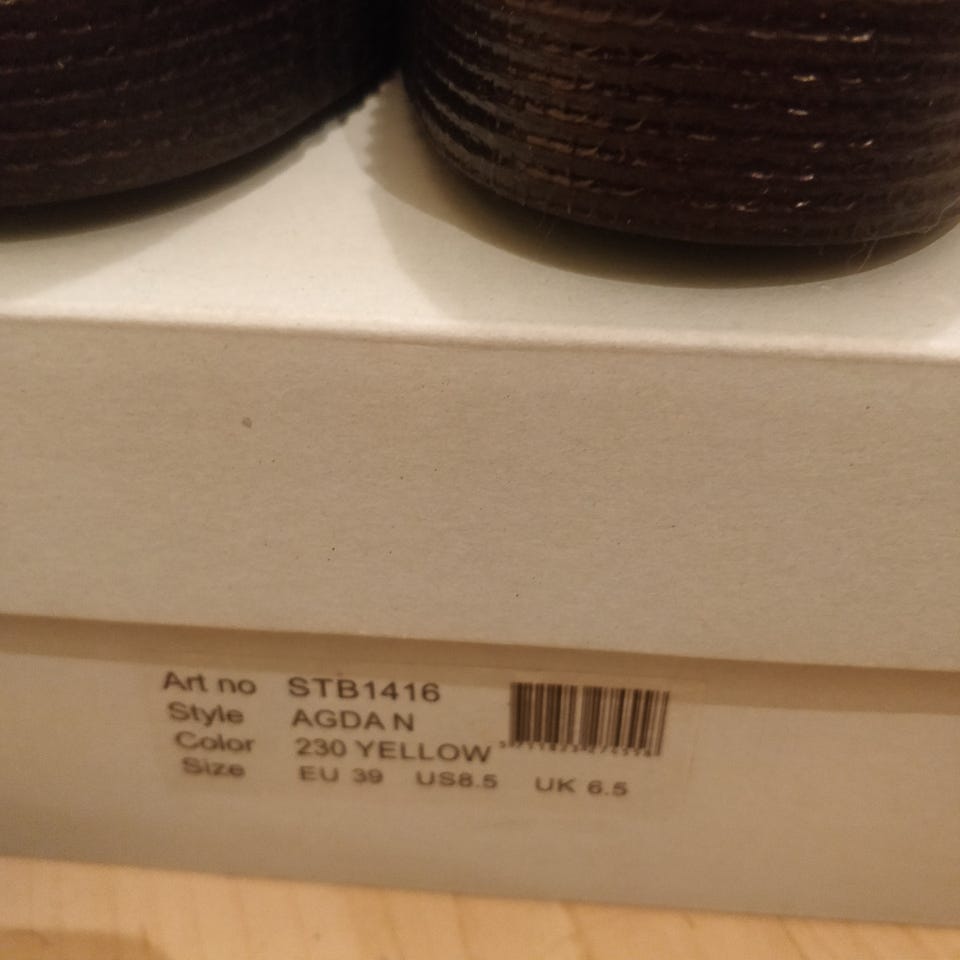 Art no STB1416
Style AGDA N
Color 230 YELLOW
Size EU 39 US8.5 UK 6.5